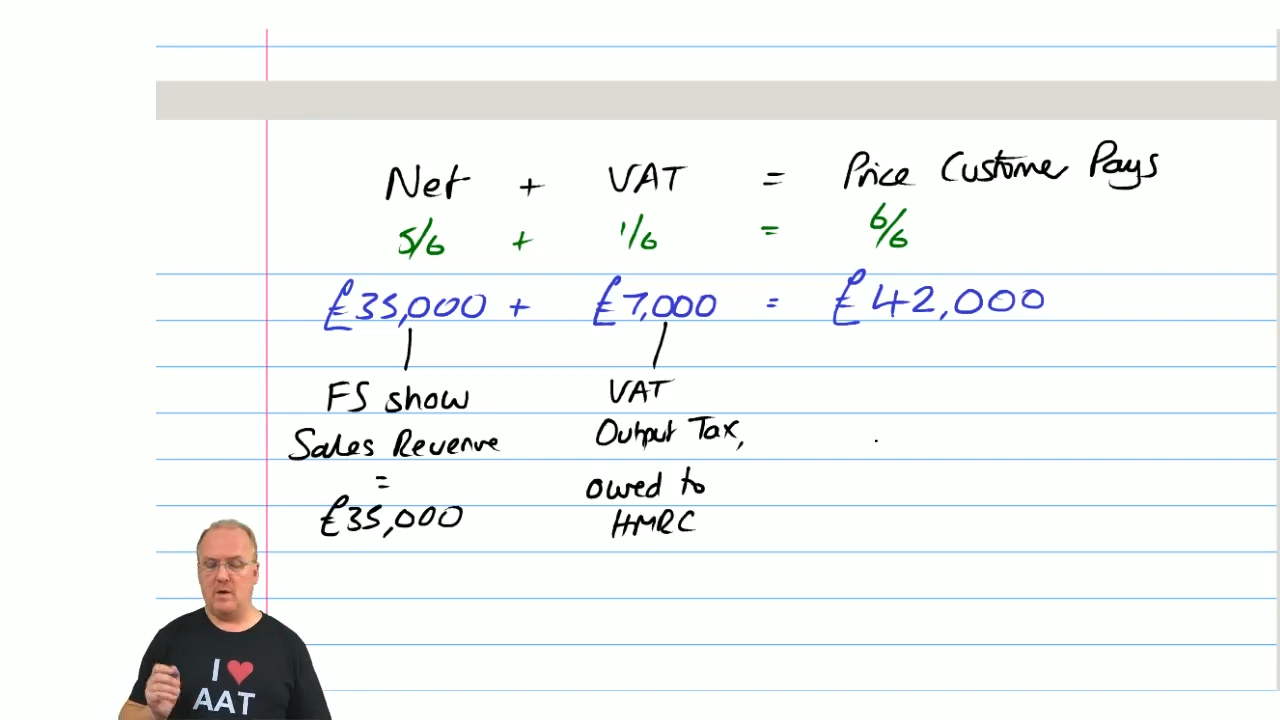 Net + VAT = Price Customer Pays
5/6 + 1/6 = 6/6
£35,000 + £7,000 = £42,000
FS show
Sales Revenue
=
£35,000
VAT
Output Tax,
owed to
HMRC
I ❤
AAT